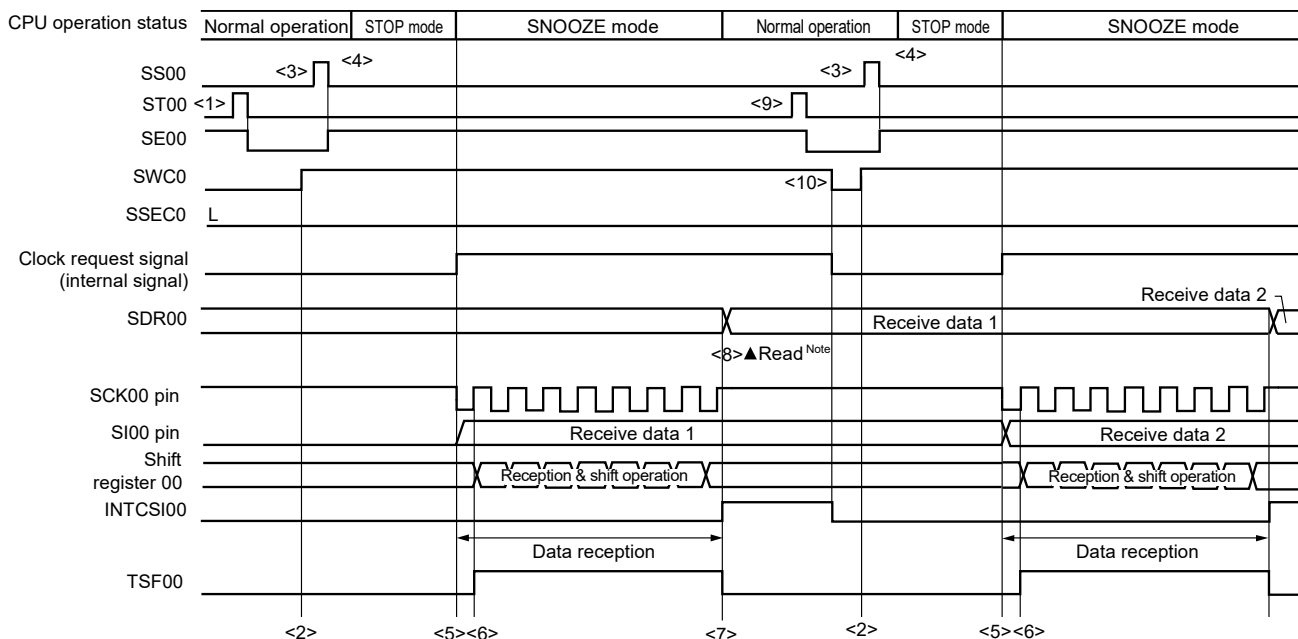 CPU operation status Normal operation STOP mode SNOOZE mode Normal operation STOP mode SNOOZE mode
<4> <4>
SS00 <3> <3>
ST00 <1> <9>
SE00
SWC0 <10>
SSEC0 L
Clock request signal
(internal signal)
Receive data 2
SDR00 Receive data 1
<8>▲Read Note
SCK00 pin
SI00 pin Receive data 1 Receive data 2
Shift
register 00 Reception & shift operation Reception & shift operation
INTCSI00
Data reception Data reception
TSF00
<2> <5><6> <7> <2> <5><6>